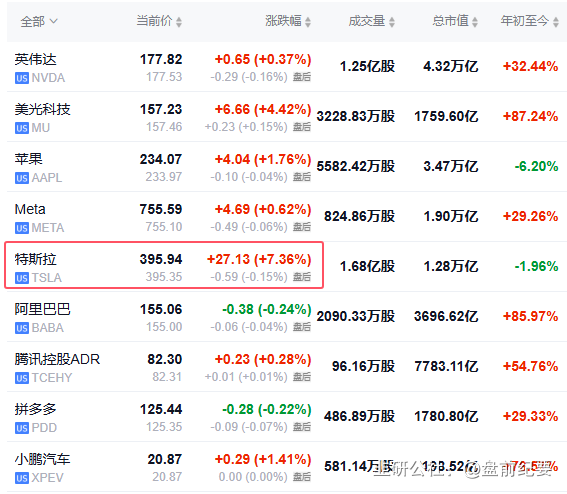 全部 当前价 涨跌幅 成交量 总市值 年初至今
英伟达 177.82 +0.65 (+0.37%) 1.25亿股 4.32万亿 +32.44%
US NVDA 177.53 -0.29 (-0.16%) 盘后
美光科技 157.23 +6.66 (+4.42%) 3228.83万股 1759.60亿 +87.24%
US MU 157.46 +0.23 (+0.15%) 盘后
苹果 234.07 +4.04 (+1.76%) 5582.42万股 3.47万亿 -6.20%
US AAPL 233.97 -0.10 (-0.04%) 盘后
Meta 755.59 +4.69 (+0.62%) 824.86万股 1.90万亿 +29.26%
US META 755.10 -0.49 (-0.06%) 盘后
特斯拉 395.94 +27.13 (+7.36%) 1.68亿股 1.28万亿 -1.96%
US TSLA 395.35 -0.59 (-0.15%) 盘后
阿里巴巴 155.06 -0.38 (-0.24%) 2090.33万股 3696.62亿 +85.97%
US BABA 155.00 -0.06 (-0.04%) 盘后
腾讯控股ADR 82.30 +0.23 (+0.28%) 96.16万股 7783.11亿 +54.76%
US TCEHY 82.31 +0.01 (+0.01%) 盘后
拼多多 125.44 -0.28 (-0.22%) 486.89万股 1780.80亿 +29.33%
US PDD 125.35 -0.09 (-0.07%) 盘后
小鹏汽车 20.87 +0.29 (+1.41%) 581.14万股
US XPEV 20.87 0.00 (0.00%) 盘后
韭研公社：@盘前纪要